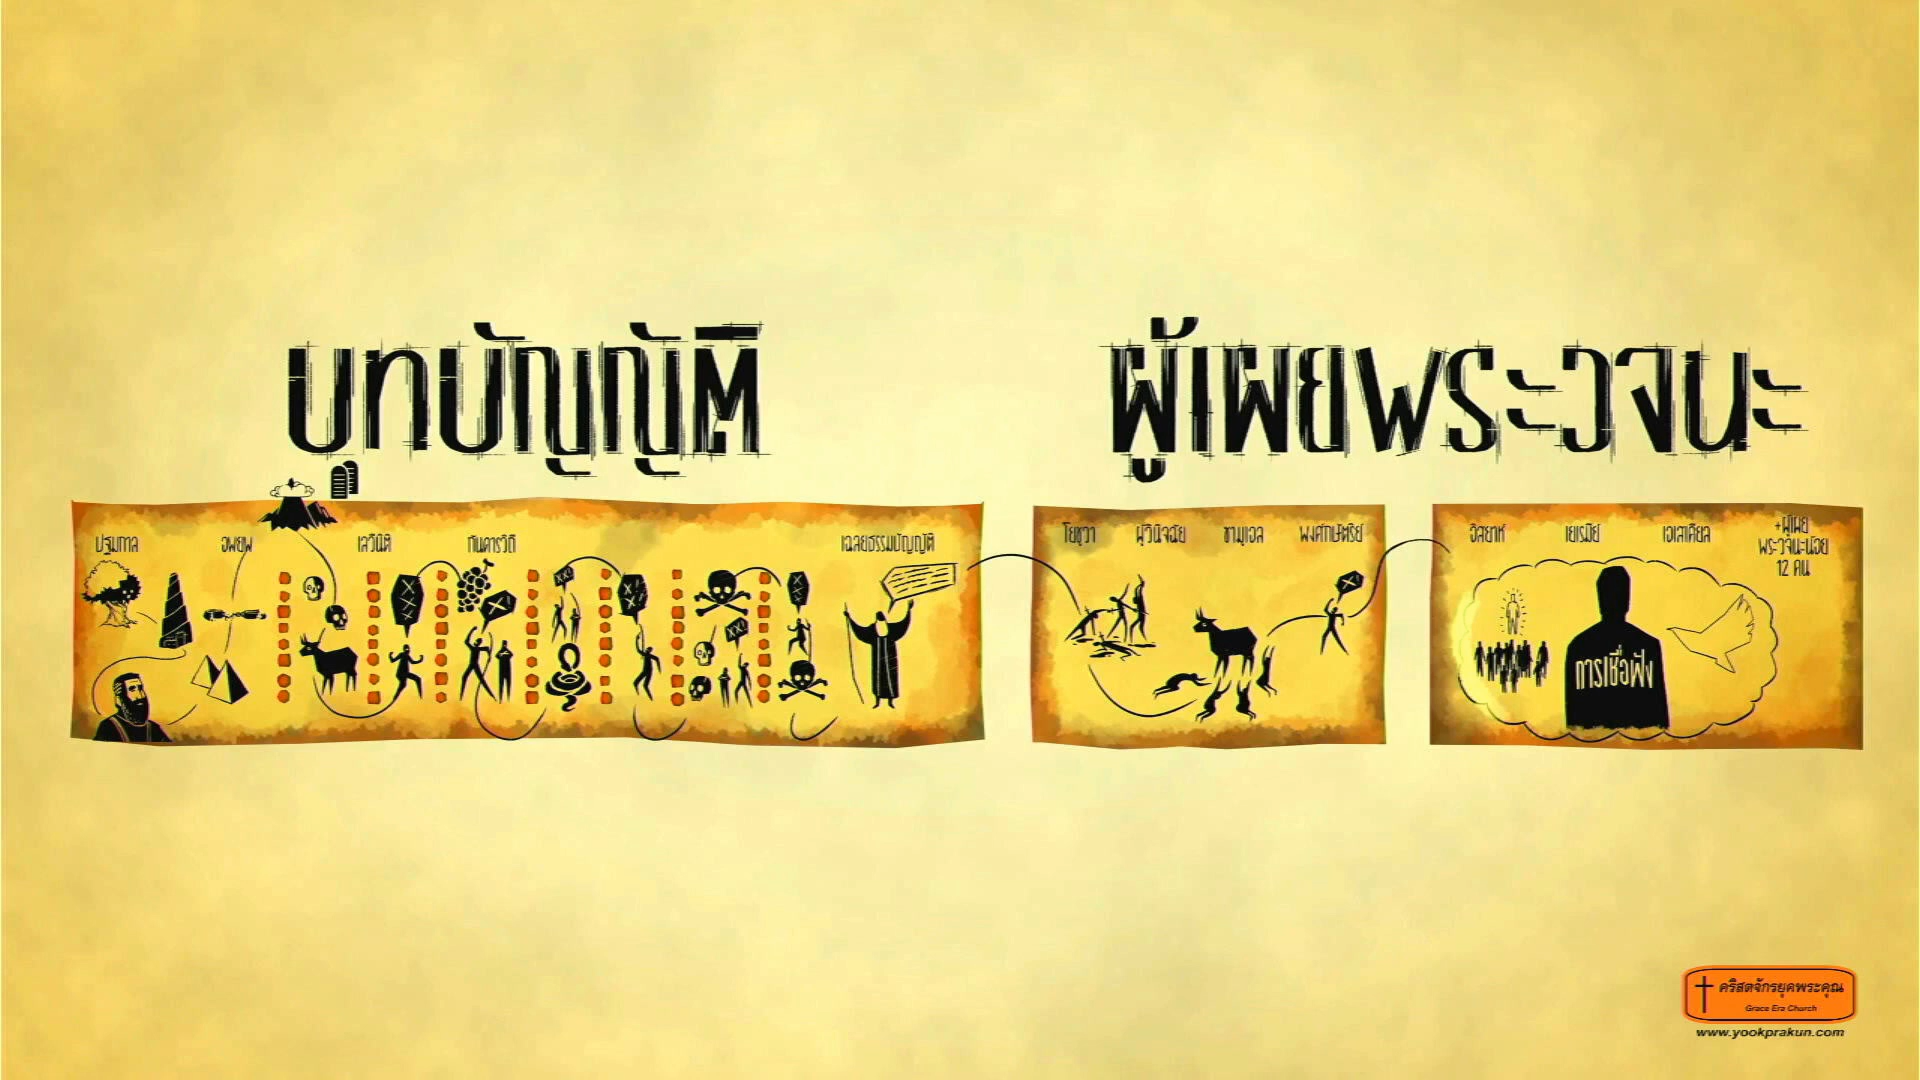 บุทบัญญัติ
ผู้เผยพระวจนะ
ปฐมกาล
อพยพ
เลวีนิติ
กันดารวิถี
เฉลยธรรมบัญญัติ
โยชูวา
ผู้วินิจฉัย
ซามูเอล
พงศ์กษัตริย์
อิสยาห์
เยเรมีย์
เอเสเคียล
+ผู้เผย
พระวจนะน้อย
12 คน
การเชื่อฟัง
คริสตจักรยุคพระคุณ
Grace Era Church
www.yookprakun.com